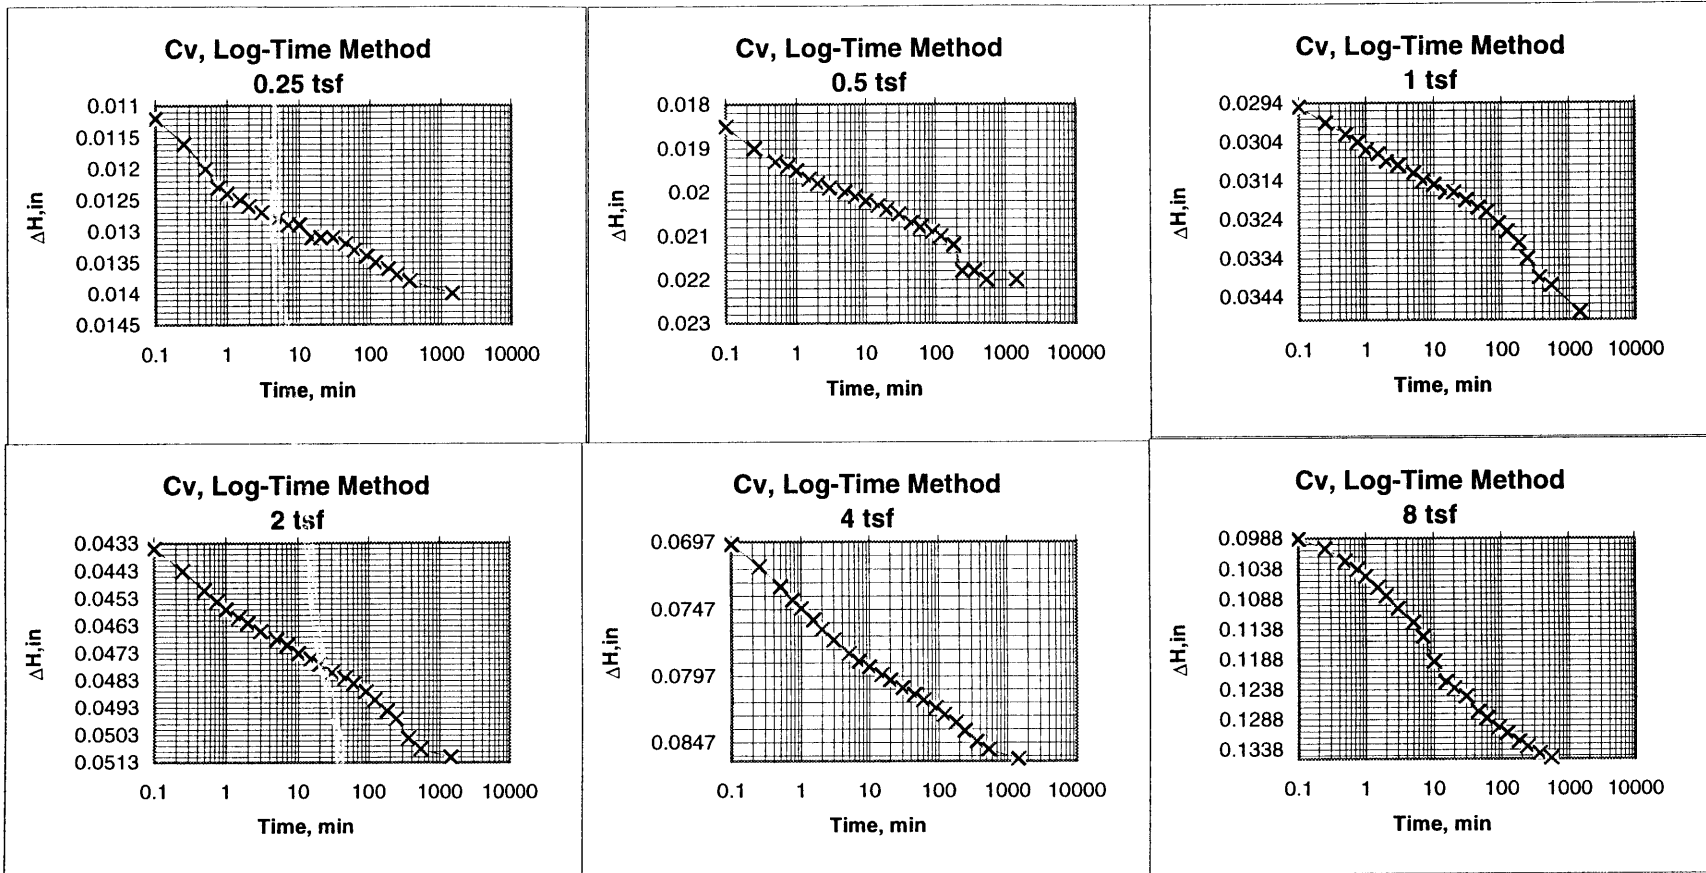 Cv, Log-Time Method
0.25 tsf
0.011
0.0115
0.012
0.0125
0.013
0.0135
0.014
0.0145
ΔH,in
0.1 1 10 100 1000 10000
Time, min
Cv, Log-Time Method
0.5 tsf
0.018
0.019
0.02
0.021
0.022
0.023
ΔH,in
0.1 1 10 100 1000 10000
Time, min
Cv, Log-Time Method
1 tsf
0.0294
0.0304
0.0314
0.0324
0.0334
0.0344
ΔH,in
0.1 1 10 100 1000 10000
Time, min
Cv, Log-Time Method
2 tsf
0.0433
0.0443
0.0453
0.0463
0.0473
0.0483
0.0493
0.0503
0.0513
ΔH,in
0.1 1 10 100 1000 10000
Time, min
Cv, Log-Time Method
4 tsf
0.0697
0.0747
0.0797
0.0847
ΔH,in
0.1 1 10 100 1000 10000
Time, min
Cv, Log-Time Method
8 tsf
0.0988
0.1038
0.1088
0.1138
0.1188
0.1238
0.1288
0.1338
ΔH,in
0.1 1 10 100 1000 10000
Time, min